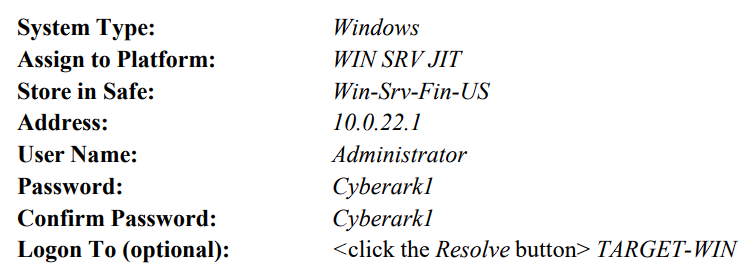 System Type: Windows
Assign to Platform: WIN SRV JIT
Store in Safe: Win-Srv-Fin-US
Address: 10.0.22.1
User Name: Administrator
Password: Cyberark1
Confirm Password: Cyberark1
Logon To (optional): <click the Resolve button> TARGET-WIN